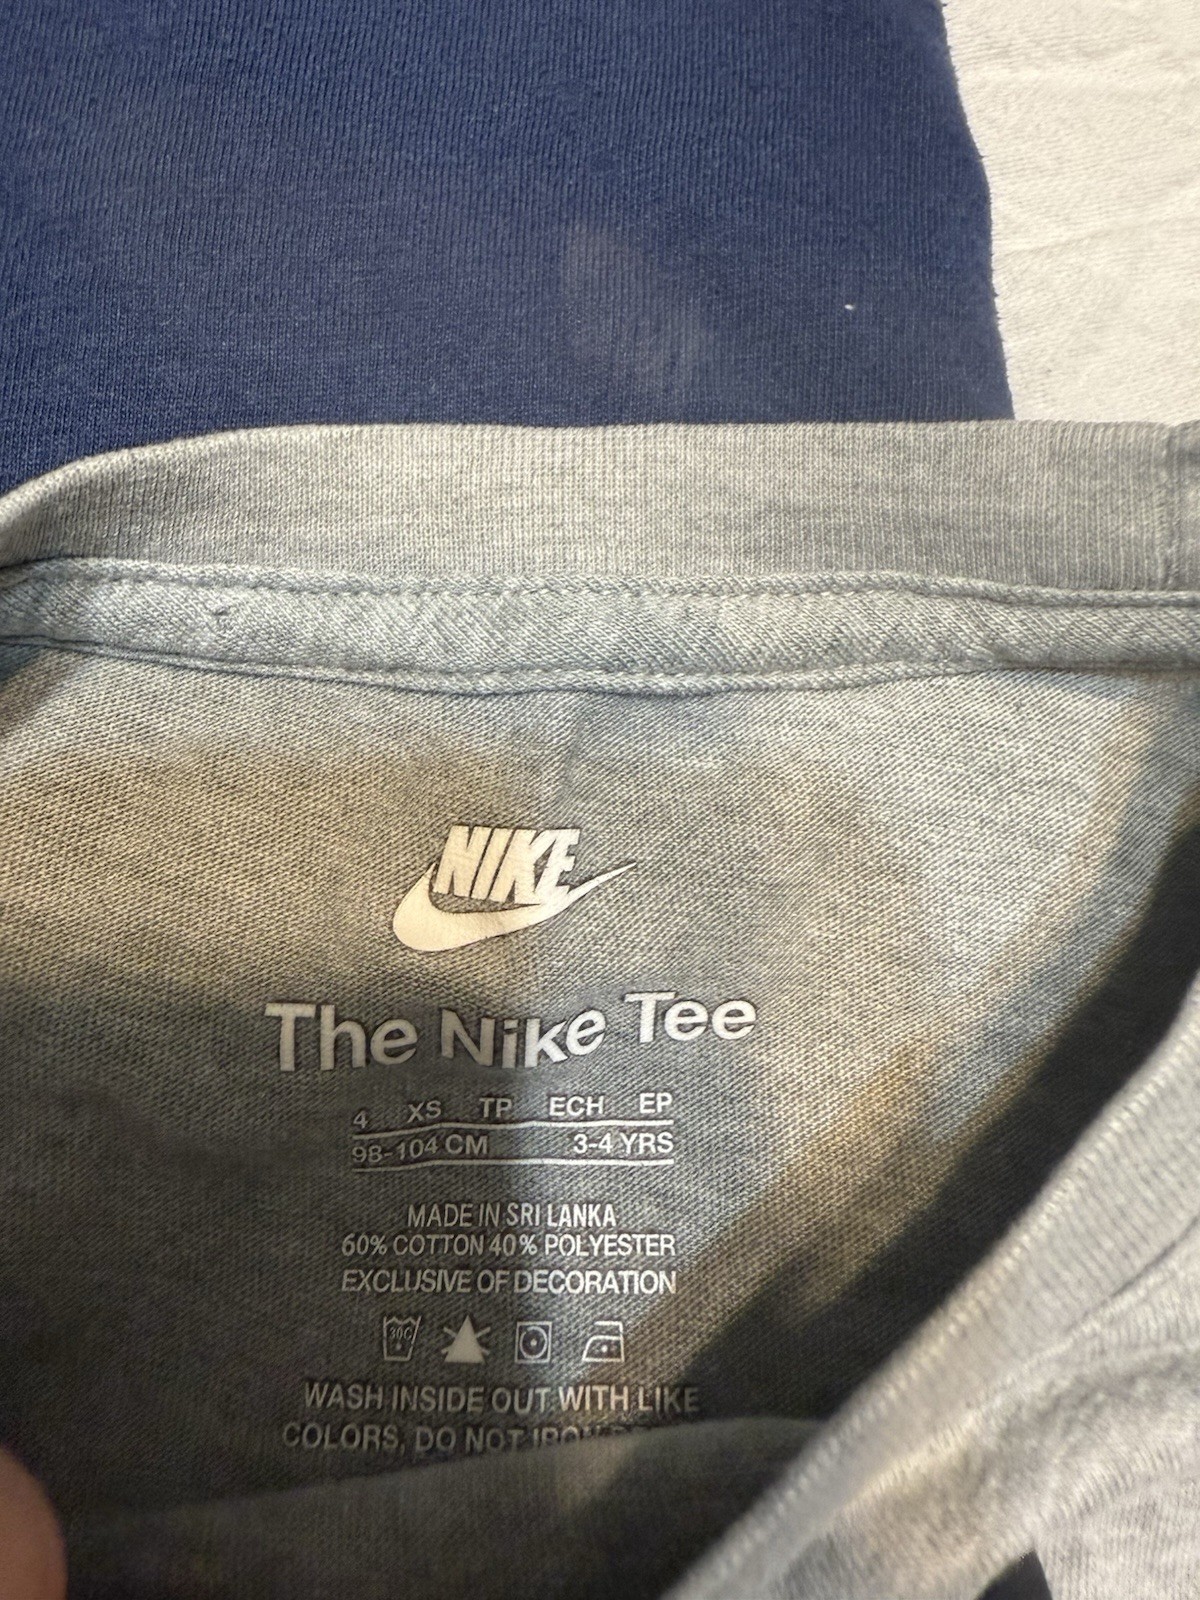 NIKE
The Nike Tee
4 XS TP ECH EP
98-104 CM 3-4 YRS
MADE IN SRI LANKA
60% COTTON 40% POLYESTER
EXCLUSIVE OF DECORATION
30C
WASH INSIDE OUT WITH LIKE
COLORS, DO NOT IRON